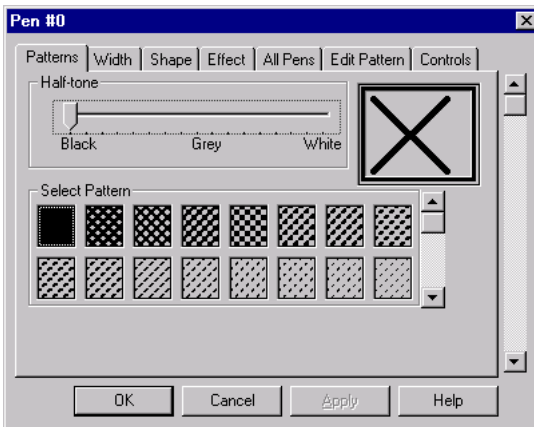 Pen #0
Patterns Width Shape Effect All Pens Edit Pattern Controls
Half-tone
Black Grey White
Select Pattern
OK Cancel Apply Help